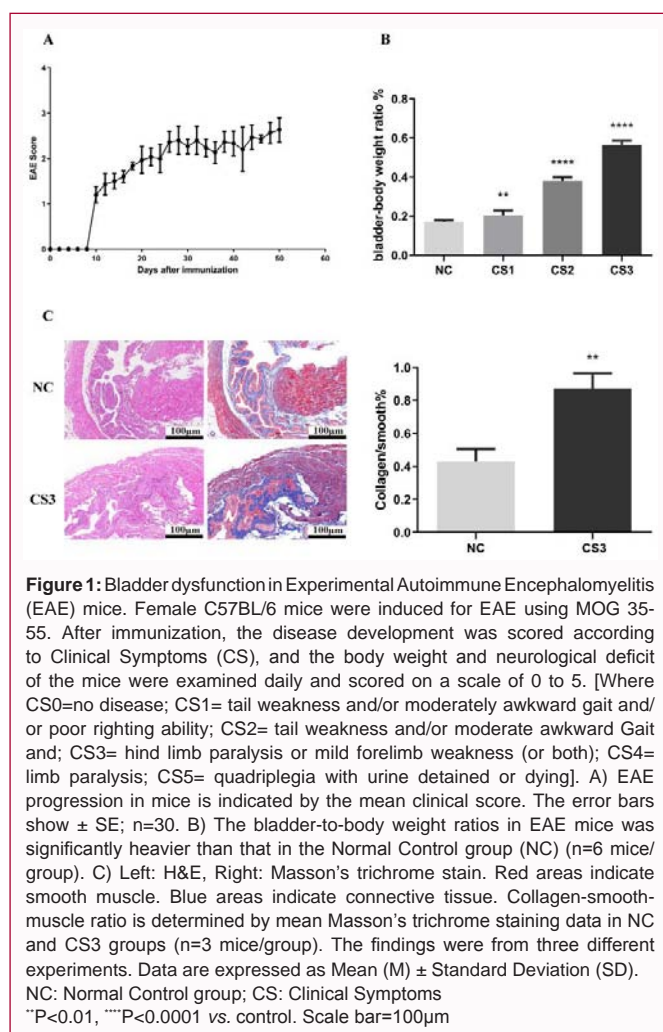 A
EAE Score
4
3
2
1
0
0 10 20 30 40 50 60
Days after immunization
B
bladder-body weight ratio %
0.8
0.6
0.4
0.2
0.0
**
****
****
NC CS1 CS2 CS3
C
NC
100μm
100μm
CS3
100μm
100μm
Collagen/smooth%
1.0
0.8
0.6
0.4
0.2
0.0
**
NC CS3
Figure 1: Bladder dysfunction in Experimental Autoimmune Encephalomyelitis
(EAE) mice. Female C57BL/6 mice were induced for EAE using MOG 35-
55. After immunization, the disease development was scored according
to Clinical Symptoms (CS), and the body weight and neurological deficit
of the mice were examined daily and scored on a scale of 0 to 5. [Where
CS0=no disease; CS1= tail weakness and/or moderately awkward gait and/
or poor righting ability; CS2= tail weakness and/or moderate awkward Gait
and; CS3= hind limb paralysis or mild forelimb weakness (or both); CS4=
limb paralysis; CS5= quadriplegia with urine detained or dying]. A) EAE
progression in mice is indicated by the mean clinical score. The error bars
show ± SE; n=30. B) The bladder-to-body weight ratios in EAE mice was
significantly heavier than that in the Normal Control group (NC) (n=6 mice/
group). C) Left: H&E, Right: Masson's trichrome stain. Red areas indicate
smooth muscle. Blue areas indicate connective tissue. Collagen-smooth-
muscle ratio is determined by mean Masson's trichrome staining data in NC
and CS3 groups (n=3 mice/group). The findings were from three different
experiments. Data are expressed as Mean (M) ± Standard Deviation (SD).
NC: Normal Control group; CS: Clinical Symptoms
**P<0.01, ****P<0.0001 vs. control. Scale bar=100μm